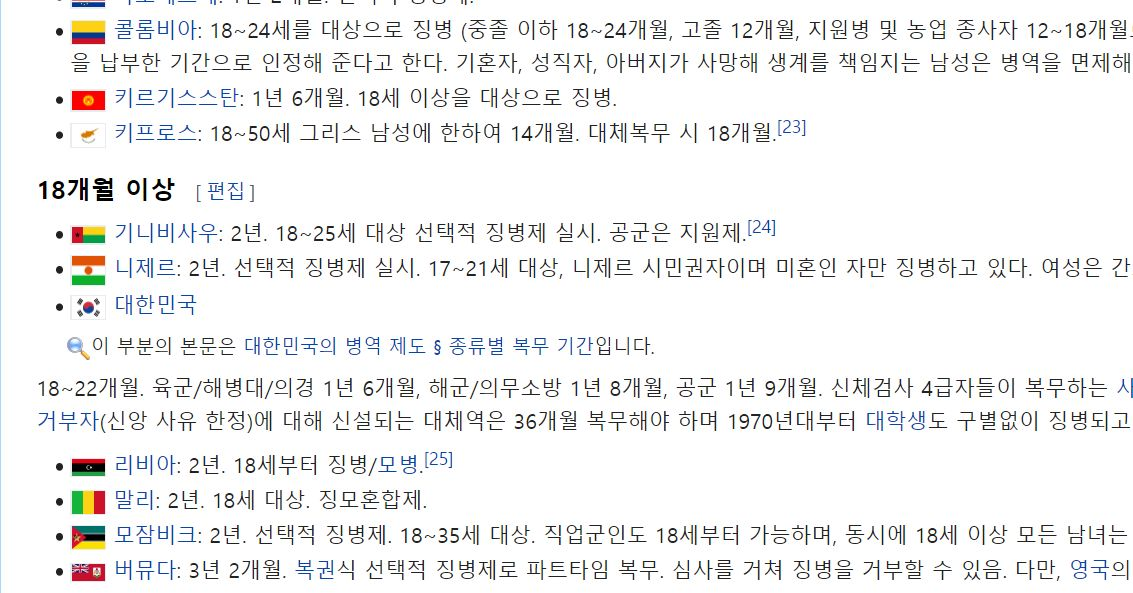 콜롬비아: 18~24세를 대상으로 징병 (중졸 이하 18~24개월, 고졸 12개월, 지원병 및 농업 종사자 12~18개월
을 납부한 기간으로 인정해 준다고 한다. 기혼자, 성직자, 아버지가 사망해 생계를 책임지는 남성은 병역을 면제해
키르기스스탄: 1년 6개월. 18세 이상을 대상으로 징병.
키프로스: 18~50세 그리스 남성에 한하여 14개월. 대체복무 시 18개월.[23]
18개월 이상 [ 편집 ]
기니비사우: 2년. 18~25세 대상 선택적 징병제 실시. 공군은 지원제.[24]
니제르: 2년. 선택적 징병제 실시. 17~21세 대상, 니제르 시민권자이며 미혼인 자만 징병하고 있다. 여성은 간
대한민국
이 부분의 본문은 대한민국의 병역 제도 § 종류별 복무 기간입니다.
18~22개월. 육군/해병대/의경 1년 6개월, 해군/의무소방 1년 8개월, 공군 1년 9개월. 신체검사 4급자들이 복무하는 사
거부자(신앙 사유 한정)에 대해 신설되는 대체역은 36개월 복무해야 하며 1970년대부터 대학생도 구별없이 징병되고
리비아: 2년. 18세부터 징병/모병.[25]
말리: 2년. 18세 대상. 징모혼합제.
모잠비크: 2년. 선택적 징병제. 18~35세 대상. 직업군인도 18세부터 가능하며, 동시에 18세 이상 모든 남녀는
버뮤다: 3년 2개월. 복권식 선택적 징병제로 파트타임 복무. 심사를 거쳐 징병을 거부할 수 있음. 다만, 영국의